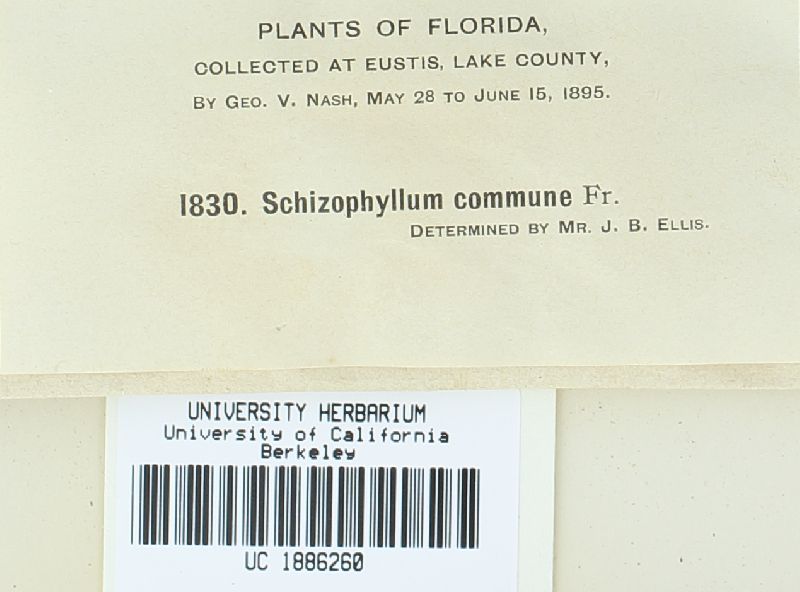 PLANTS OF FLORIDA,
COLLECTED AT EUSTIS, LAKE COUNTY,
BY GEO. V. NASH, MAY 28 TO JUNE 15, 1895.
1830. Schizophyllum commune Fr.
DETERMINED BY MR. J. B. ELLIS.
UNIVERSITY HERBARIUM
University of California
Berkeley
UC 1886260